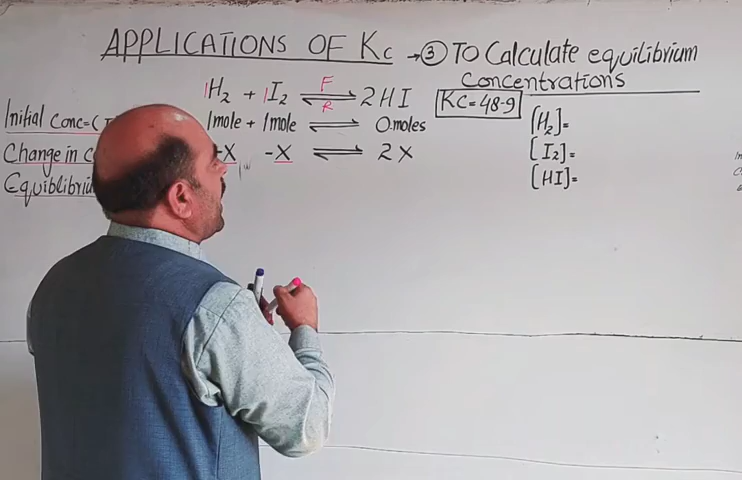 APPLICATIONS OF Kc → ③ TO Calculate equilibrium
Concentrations
1H₂ + 1I₂ ⇌ 2HI
F
R
Kc = 48.9
Initial Conc=(
1mole + 1mole ⇌ 0.moles
[H₂]=
Change in
-X -X ⇌ 2X
[I₂]=
[HI]=